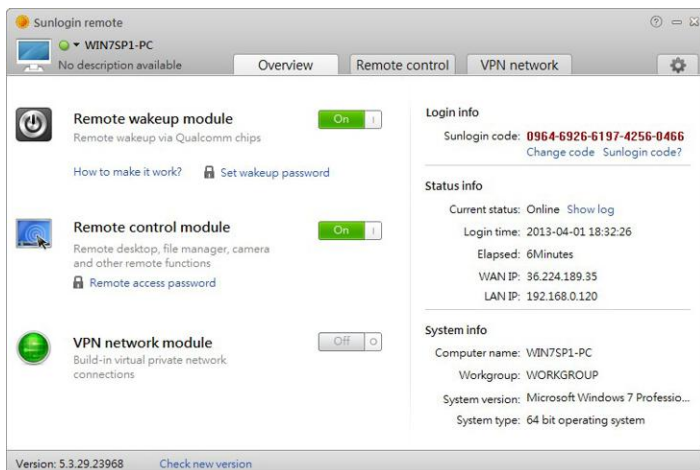 Sunlogin remote
WIN7SP1-PC
No description available
Overview
Remote control
VPN network
Remote wakeup module
On
Remote wakeup via Qualcomm chips
How to make it work?
Set wakeup password
Remote control module
On
Remote desktop, file manager, camera
and other remote functions
Remote access password
VPN network module
Off
Build-in virtual private network
connections
Login info
Sunlogin code: 0964-6926-6197-4256-0466
Change code Sunlogin code?
Status info
Current status: Online Show log
Login time: 2013-04-01 18:32:26
Elapsed: 6Minutes
WAN IP: 36.224.189.35
LAN IP: 192.168.0.120
System info
Computer name: WIN7SP1-PC
Workgroup: WORKGROUP
System version: Microsoft Windows 7 Professio...
System type: 64 bit operating system
Version: 5.3.29.23968
Check new version